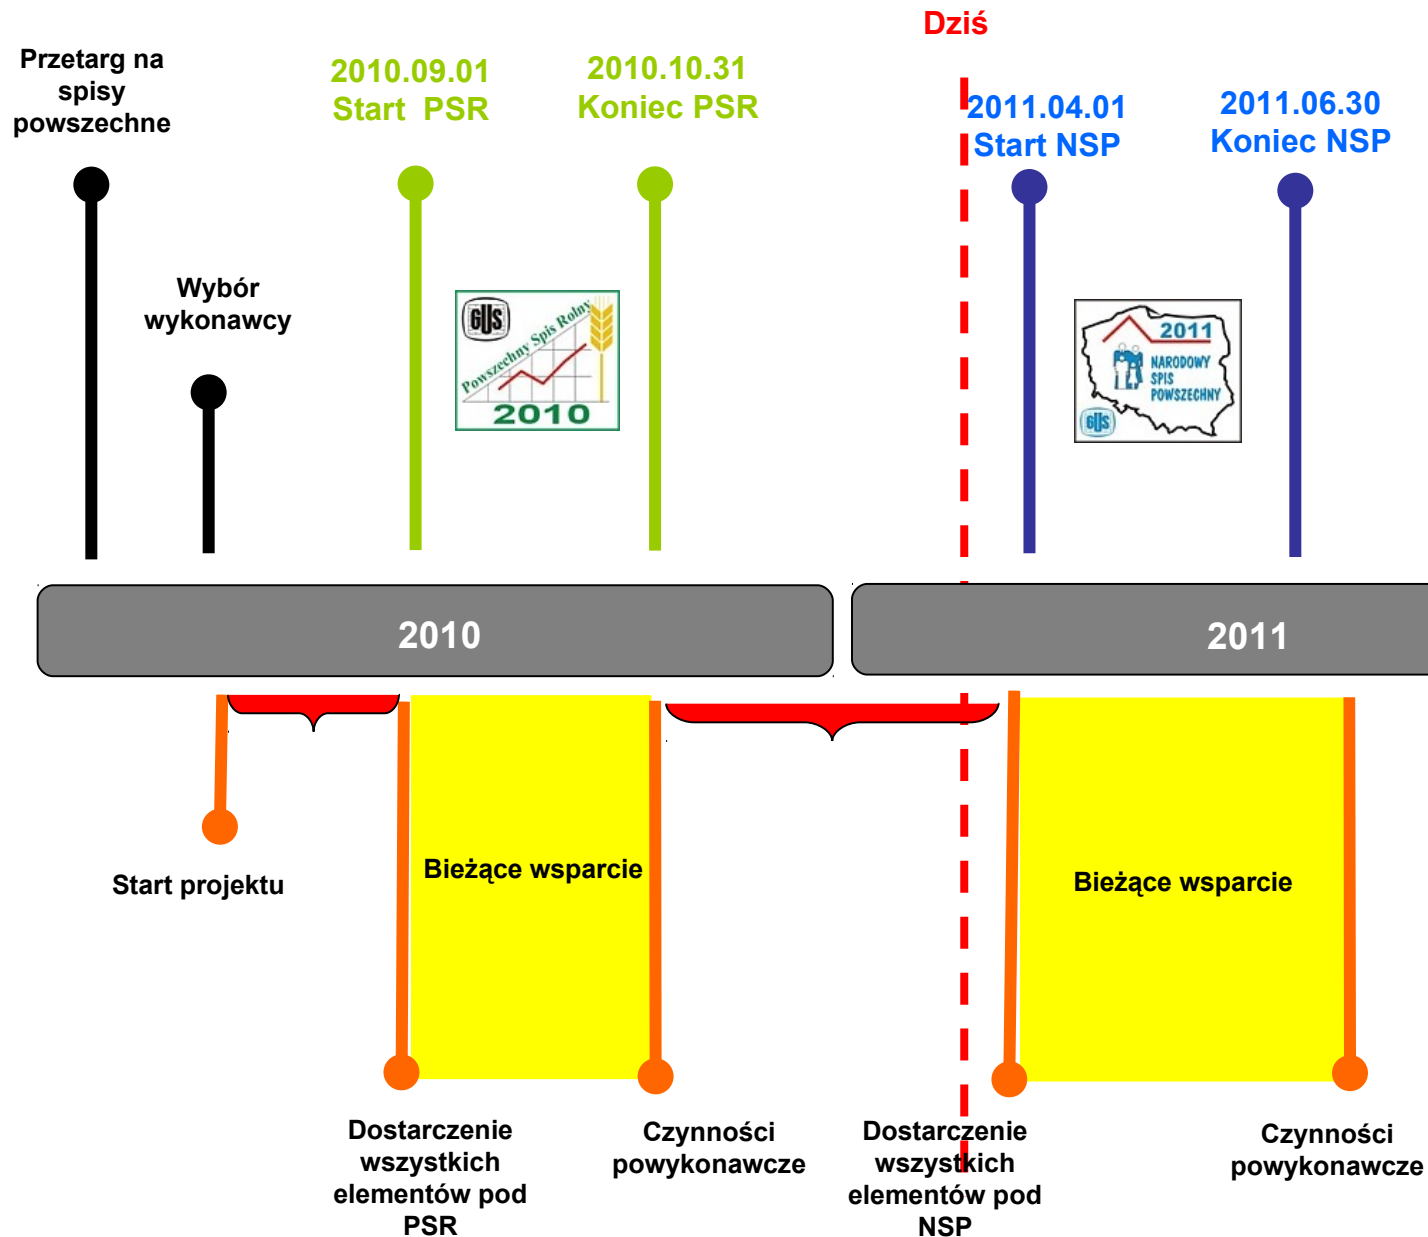 Dziś
Przetarg na
spisy
powszechne
2010.09.01
Start PSR
2010.10.31
Koniec PSR
2011.04.01
Start NSP
2011.06.30
Koniec NSP
Wybór
wykonawcy
GUS
Powszechny Spis Rolny
2010
2011
NARODOWY
SPIS
POWSZECHNY
GUS
2010
2011
Start projektu
Bieżące wsparcie
Bieżące wsparcie
Dostarczenie
wszystkich
elementów pod
PSR
Czynności
powykonawcze
Dostarczenie
wszystkich
elementów pod
NSP
Czynności
powykonawcze